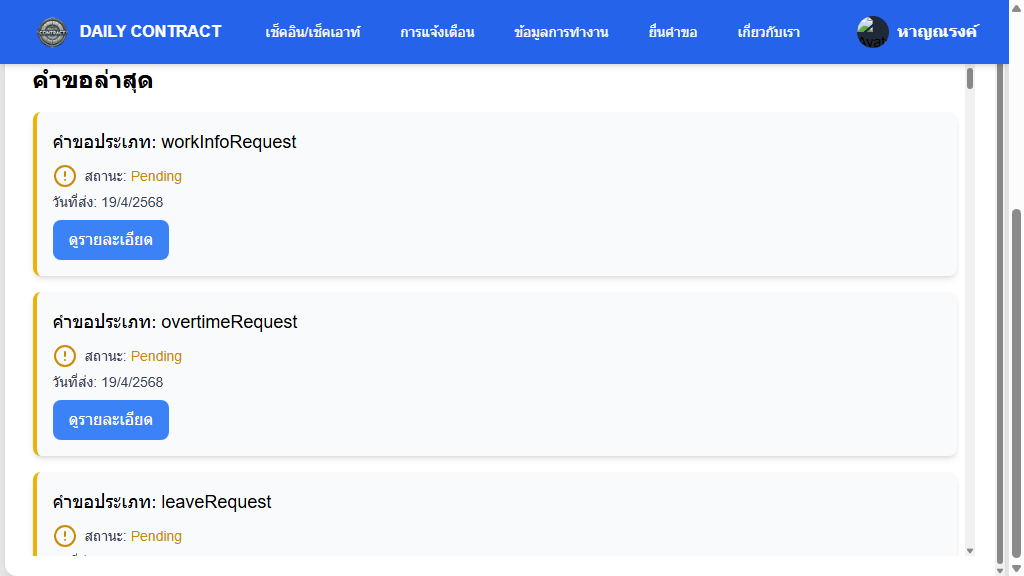 DAILY CONTRACT
เช็คอิน/เช็คเอาท์
การแจ้งเตือน
ข้อมูลการทำงาน
ยื่นคำขอ
เกี่ยวกับเรา
หาญณรงค์
คำขอล่าสุด
คำขอประเภท: workInfoRequest
สถานะ: Pending
วันที่ส่ง: 19/4/2568
ดูรายละเอียด
คำขอประเภท: overtimeRequest
สถานะ: Pending
วันที่ส่ง: 19/4/2568
ดูรายละเอียด
คำขอประเภท: leaveRequest
สถานะ: Pending